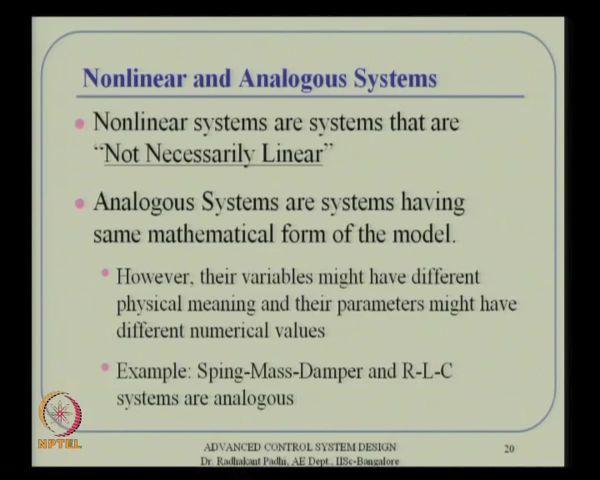 Nonlinear and Analogous Systems
Nonlinear systems are systems that are
"Not Necessarily Linear"
Analogous Systems are systems having
same mathematical form of the model.
However, their variables might have different
physical meaning and their parameters might have
different numerical values
Example: Sping-Mass-Damper and R-L-C
systems are analogous
NPTEL
ADVANCED CONTROL SYSTEM DESIGN
Dr. Radhakant Padhi, AE Dept., IISc-Bangalore
20